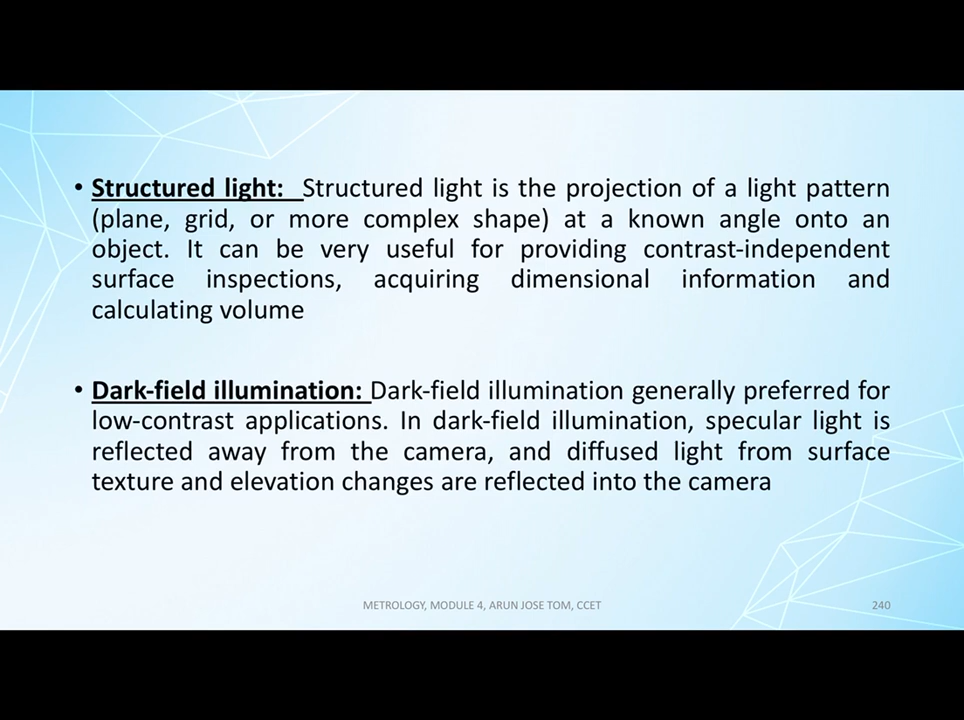 • Structured light: Structured light is the projection of a light pattern
(plane, grid, or more complex shape) at a known angle onto an
object. It can be very useful for providing contrast-independent
surface inspections, acquiring dimensional information and
calculating volume
• Dark-field illumination: Dark-field illumination generally preferred for
low-contrast applications. In dark-field illumination, specular light is
reflected away from the camera, and diffused light from surface
texture and elevation changes are reflected into the camera
METROLOGY, MODULE 4, ARUN JOSE TOM, CCET
240